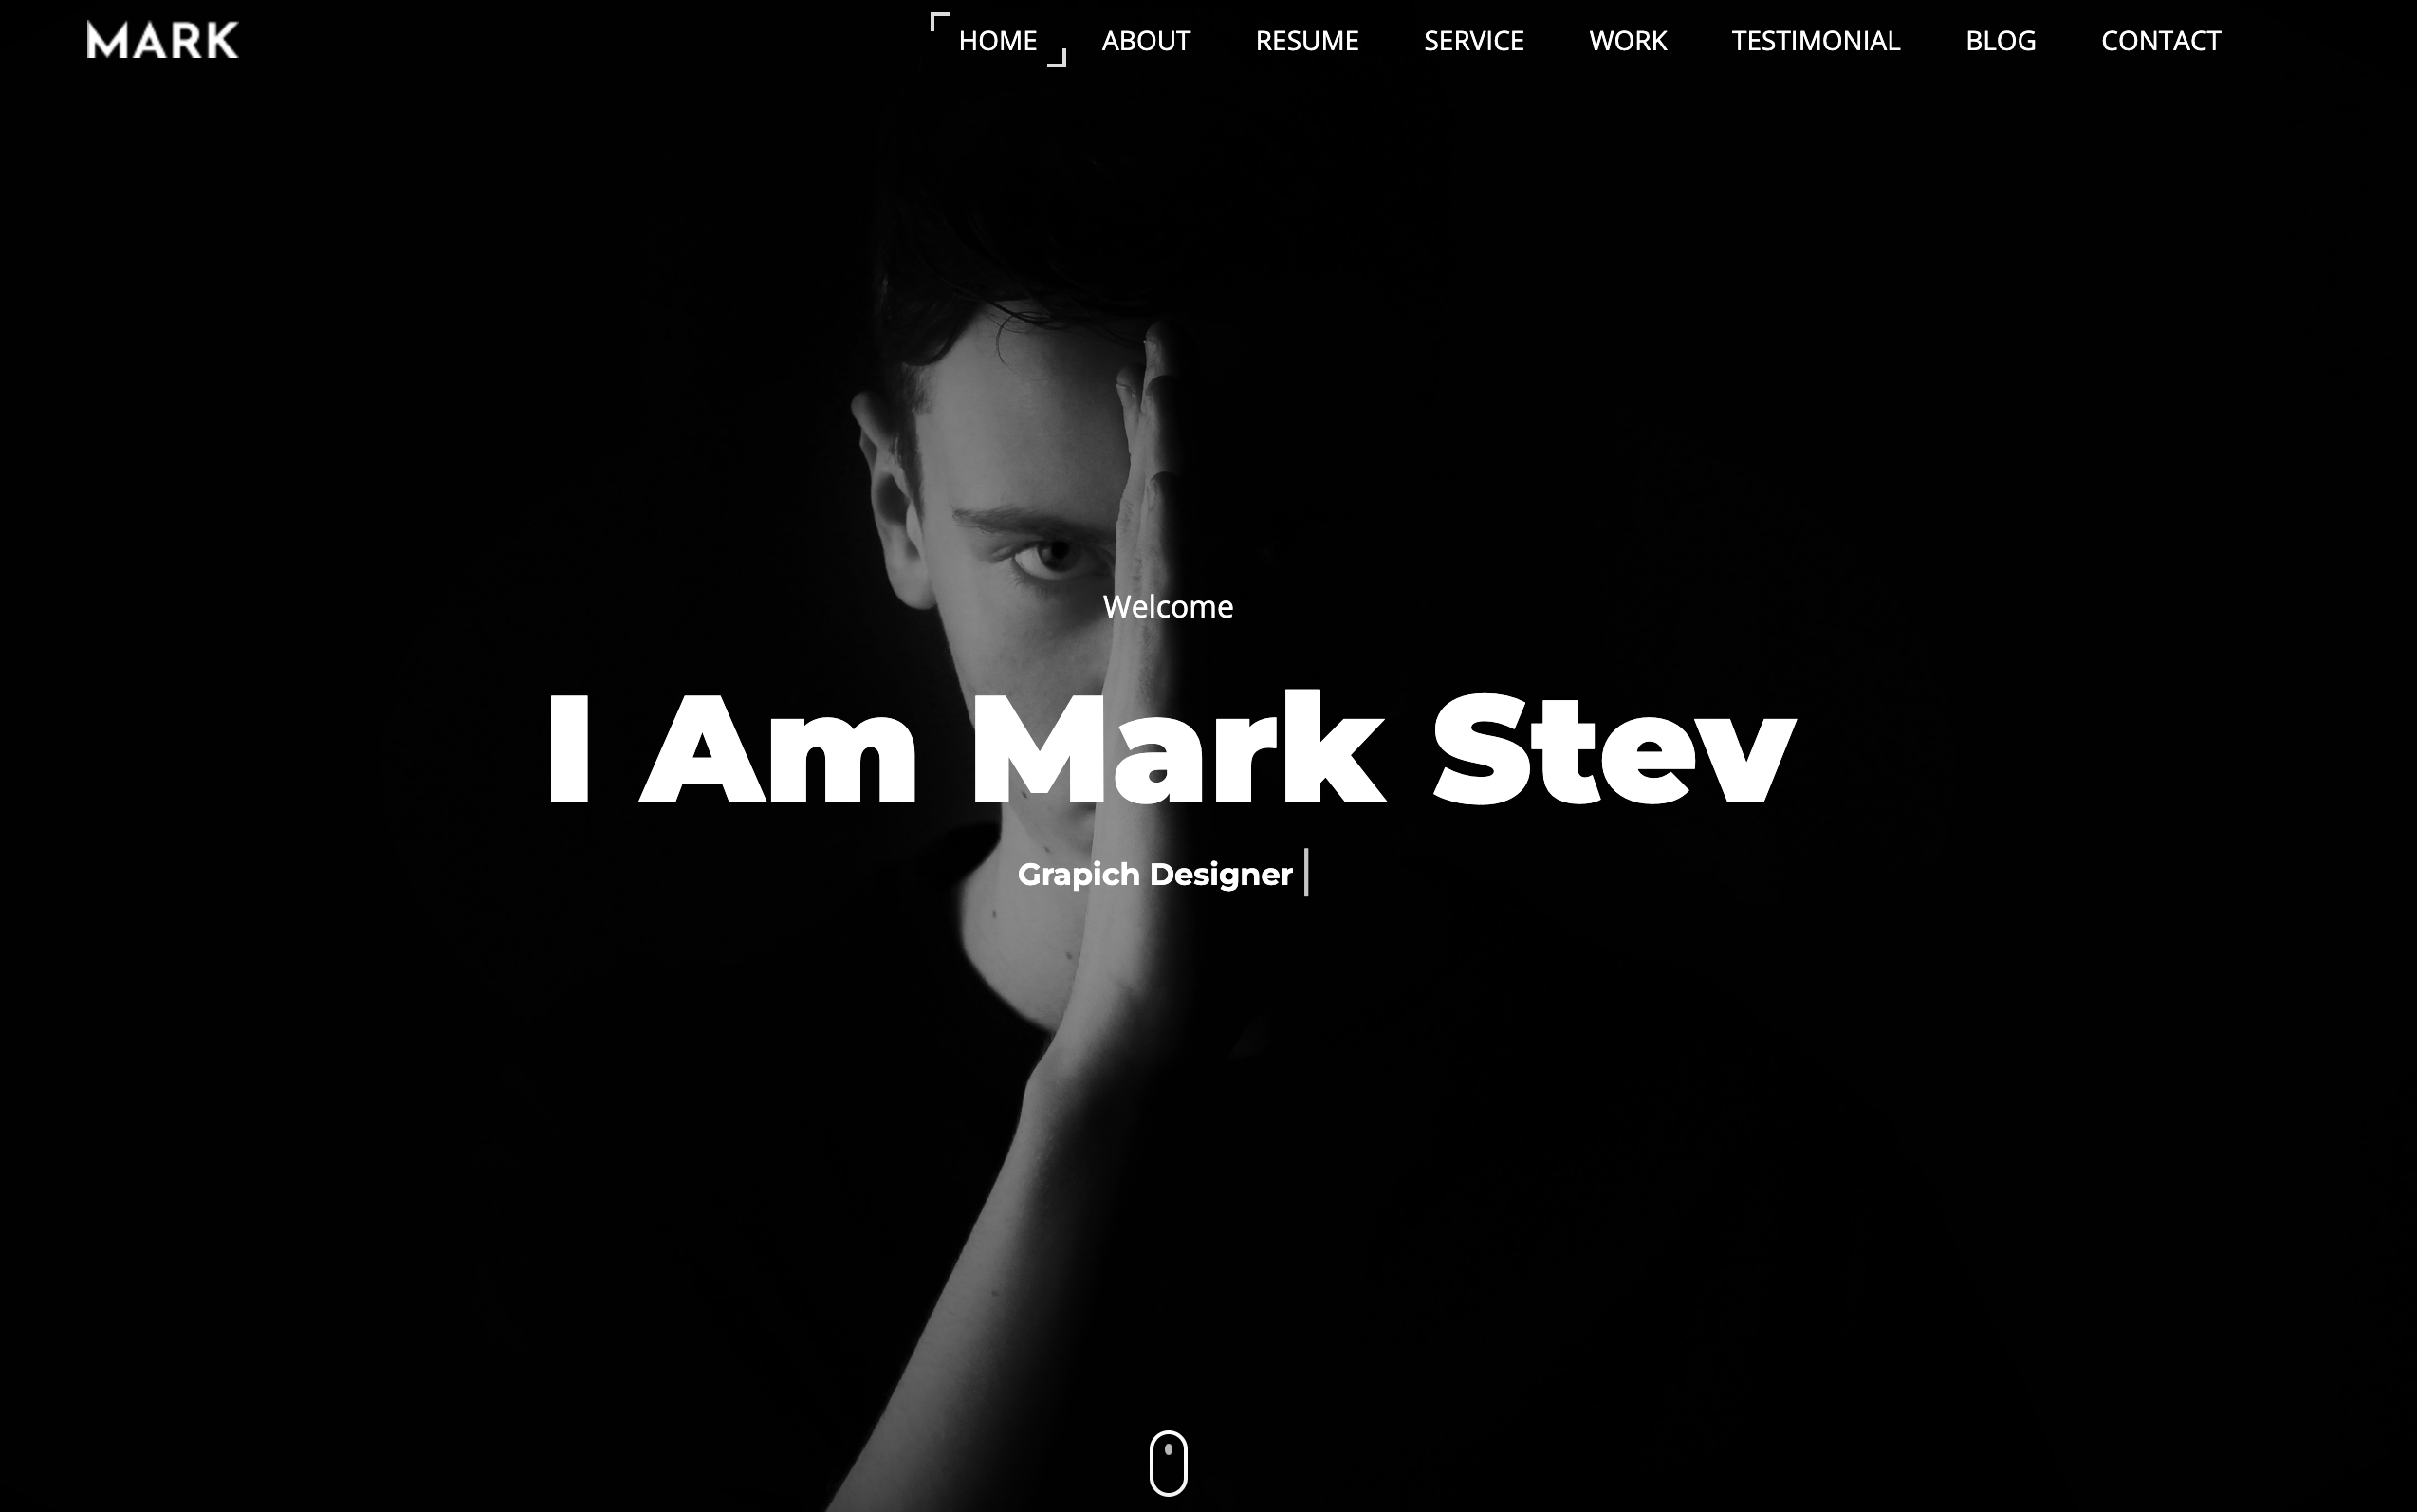 MARK
HOME ABOUT RESUME SERVICE WORK TESTIMONIAL BLOG CONTACT
Welcome
I Am Mark Stev
Grapich Designer